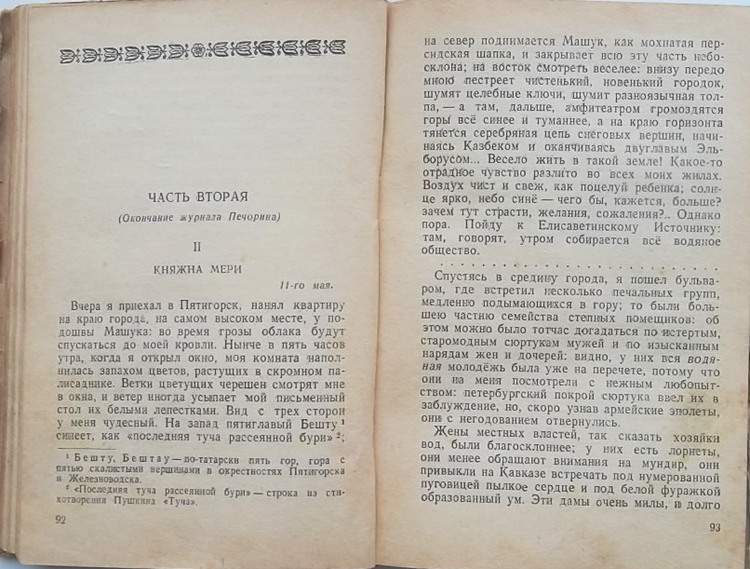 ЧАСТЬ ВТОРАЯ
(Окончание журнала Печорина)
II
КНЯЖНА МЕРИ
11-го мая.
Вчера я приехал в Пятигорск, нанял квартиру
на краю города, на самом высоком месте, у по-
дошвы Машука: во время грозы облака будут
спускаться до моей кровли. Нынче в пять часов
утра, когда я открыл окно, моя комната напол-
нилась запахом цветов, растущих в скромном па-
лисаднике. Ветки цветущих черешен смотрят мне
в окна, и ветер иногда усыпает мой письменный
стол их белыми лепестками. Вид с трех сторон
у меня чудесный. На запад пятиглавый Бешту ¹
синеет, как «последняя туча рассеянной бури» ²;
¹ Бешту, Бештау — по-татарски пять гор, гора с
пятью скалистыми вершинами в окрестностях Пятигорска
и Железноводска.
² «Последняя туча рассеянной бури» — строка из сти-
хотворения Пушкина «Туча».
92
на север поднимается Машук, как мохнатая пер-
сидская шапка, и закрывает всю эту часть небо-
склона; на восток смотреть веселее: внизу передо
мною пестреет чистенький, новенький городок,
шумят целебные ключи, шумит разноязычная тол-
па, — а там, дальше, амфитеатром громоздятся
горы всё синее и туманнее, а на краю горизонта
тянется серебряная цепь снеговых вершин, начи-
наясь Казбеком и оканчиваясь двуглавым Эль-
борусом... Весело жить в такой земле! Какое-то
отрадное чувство разлито во всех моих жилах.
Воздух чист и свеж, как поцелуй ребенка; солн-
це ярко, небо синё — чего бы, кажется, больше?
зачем тут страсти, желания, сожаления?.. Однако
пора. Пойду к Елисаветинскому Источнику:
там, говорят, утром собирается всё водяное
общество.
. . . . . . . . . . . . . . . . . . . . . . . .
Спустясь в средину города, я пошел бульва-
ром, где встретил несколько печальных групп,
медленно подымающихся в гору; то были боль-
шею частию семейства степных помещиков: об
этом можно было тотчас догадаться по истертым,
старомодным сюртукам мужей и по изысканным
нарядам жен и дочерей: видно, у них вся водя-
ная молодёжь была уже на перечете, потому что
они на меня посмотрели с нежным любопыт-
ством: петербургский покрой сюртука ввел их в
заблуждение, но, скоро узнав армейские эполеты,
они с негодованием отвернулись.
Жены местных властей, так сказать хозяйки
вод, были благосклоннее; у них есть лорнеты,
они менее обращают внимания на мундир, они
привыкли на Кавказе встречать под нумерованной
пуговицей пылкое сердце и под белой фуражкой
образованный ум. Эти дамы очень милы, и долго
93